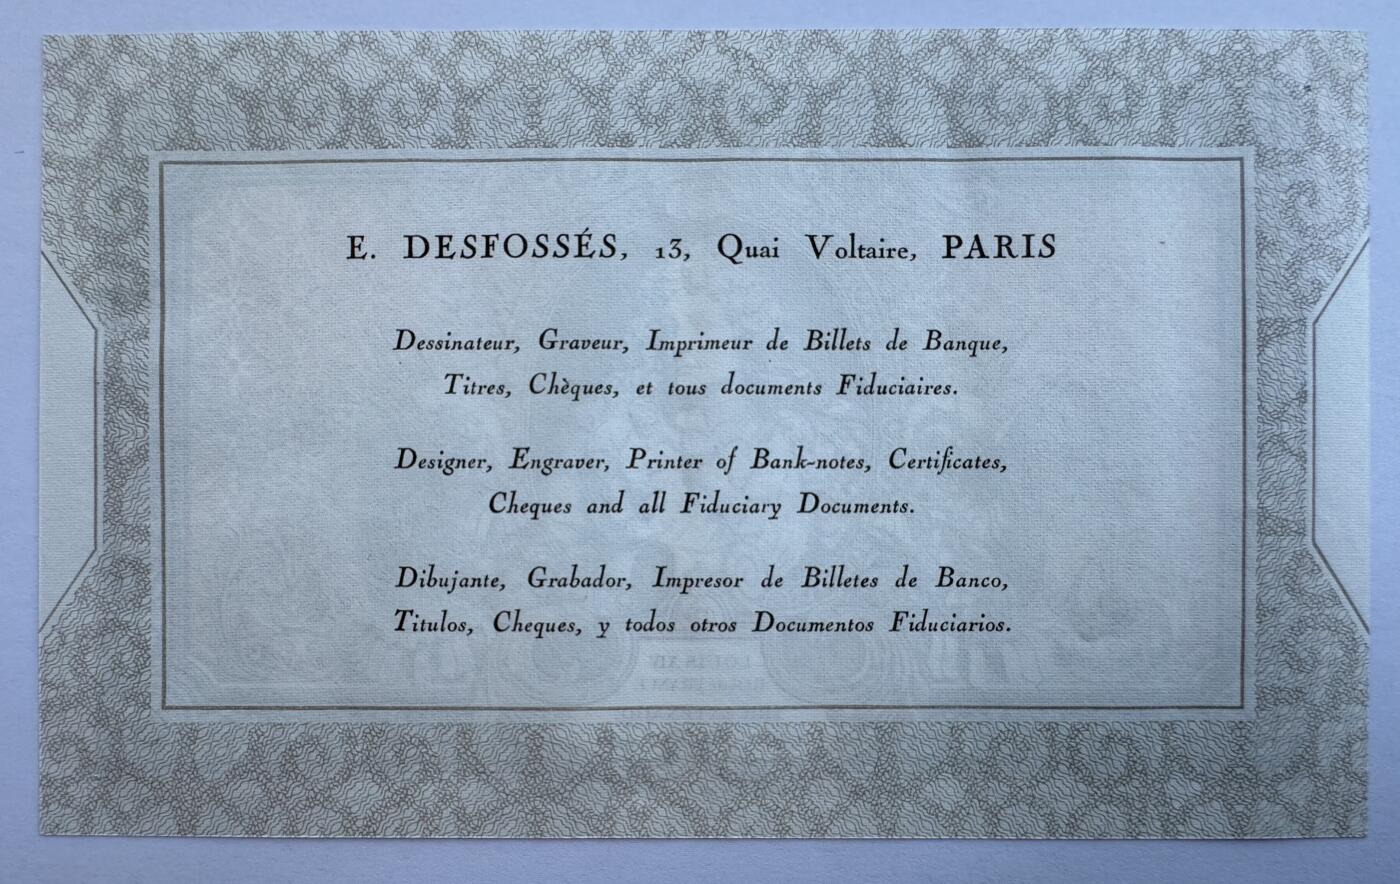 E. DESFOSSÉS, 13, Quai Voltaire, PARIS
Dessinateur, Graveur, Imprimeur de Billets de Banque,
Titres, Chèques, et tous documents Fiduciaires.
Designer, Engraver, Printer of Bank-notes, Certificates,
Cheques and all Fiduciary Documents.
Dibujante, Grabador, Impresor de Billetes de Banco,
Titulos, Cheques, y todos otros Documentos Fiduciarios.